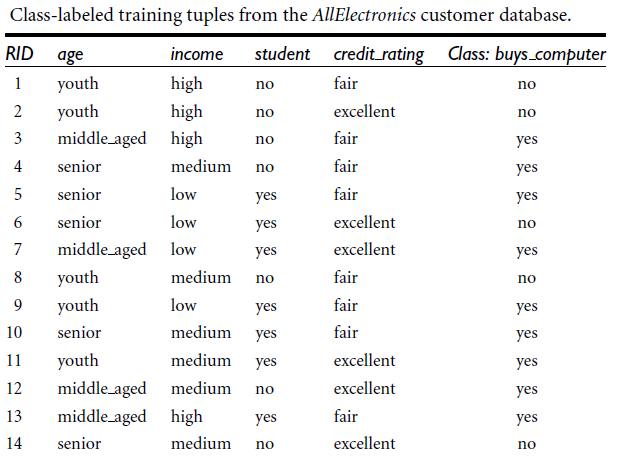 Class-labeled training tuples from the AllElectronics customer database.
RID age income student credit_rating Class: buys_computer
1 youth high no fair no
2 youth high no excellent no
3 middle_aged high no fair yes
4 senior medium no fair yes
5 senior low yes fair yes
6 senior low yes excellent no
7 middle_aged low yes excellent yes
8 youth medium no fair no
9 youth low yes fair yes
10 senior medium yes fair yes
11 youth medium yes excellent yes
12 middle_aged medium no excellent yes
13 middle_aged high yes fair yes
14 senior medium no excellent no